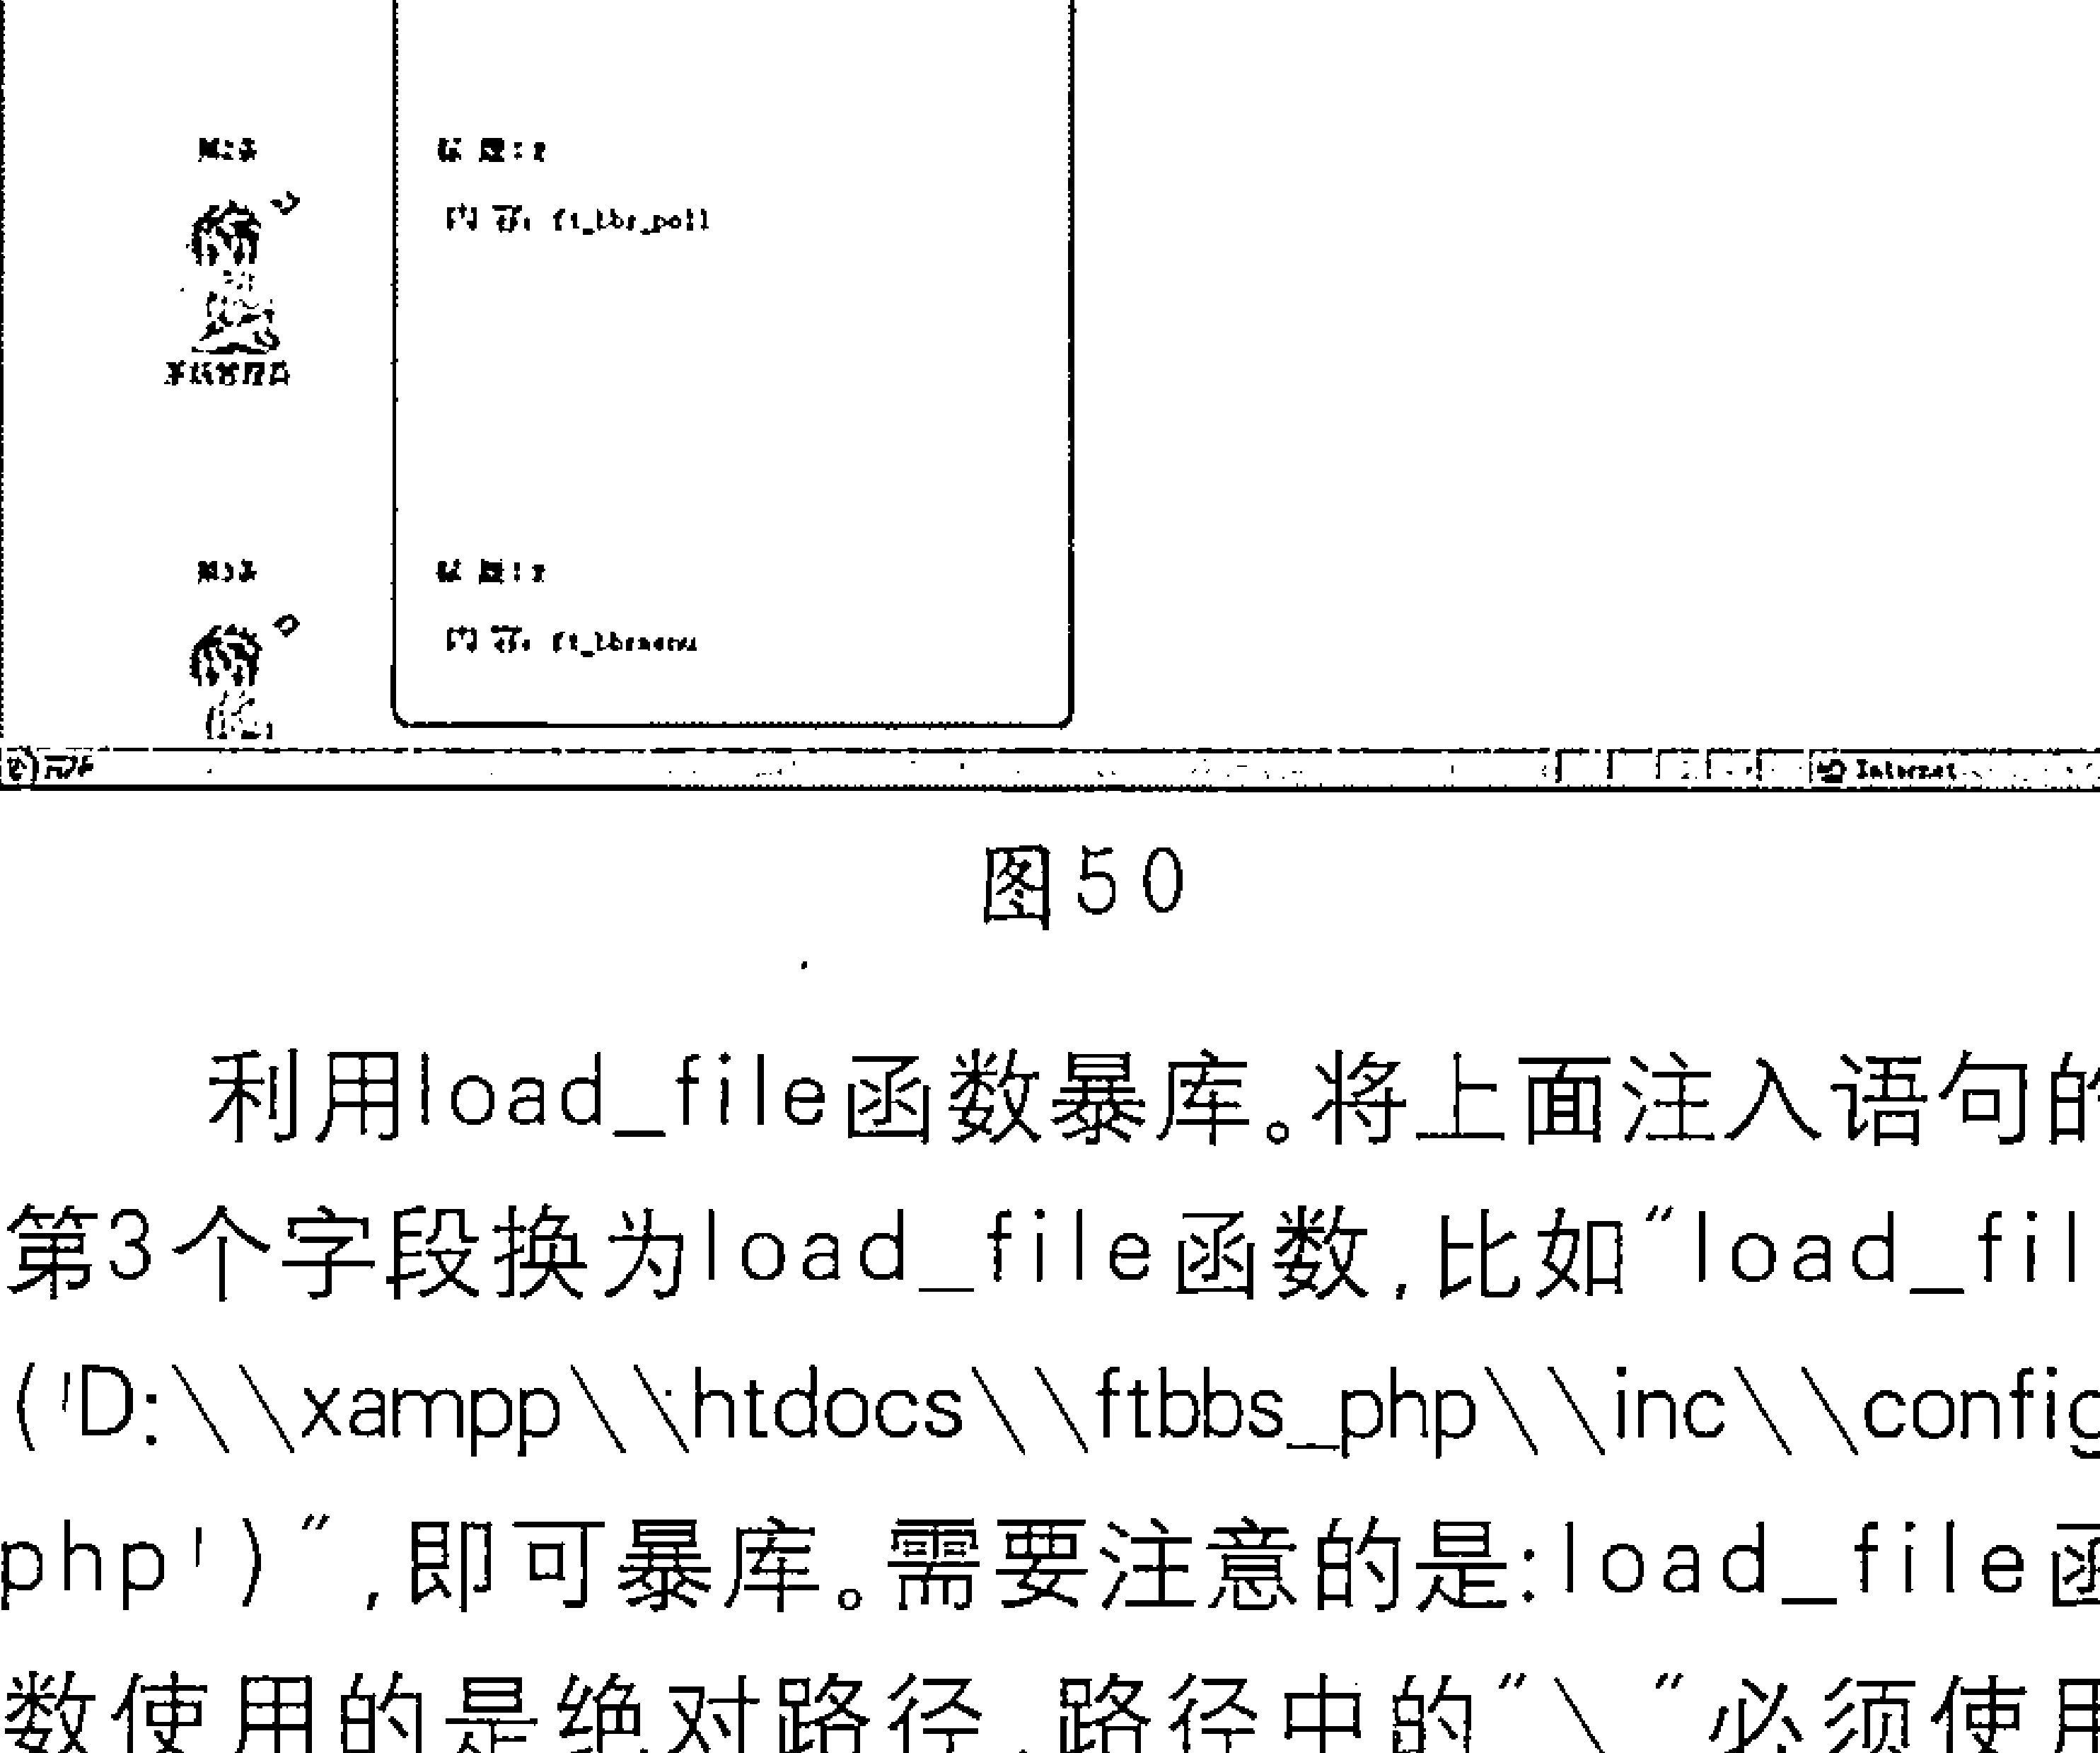 内容: ft_bbs_poll
Internet
图50
利用load_file函数暴库。将上面注入语句的
第3个字段换为load_file函数,比如"load_fil
('D:\\xampp\\htdocs\\ftbbs_php\\inc\\config
php')",即可暴库。需要注意的是:load_file函
数使用的是绝对路径,路径中的"\"必须使用